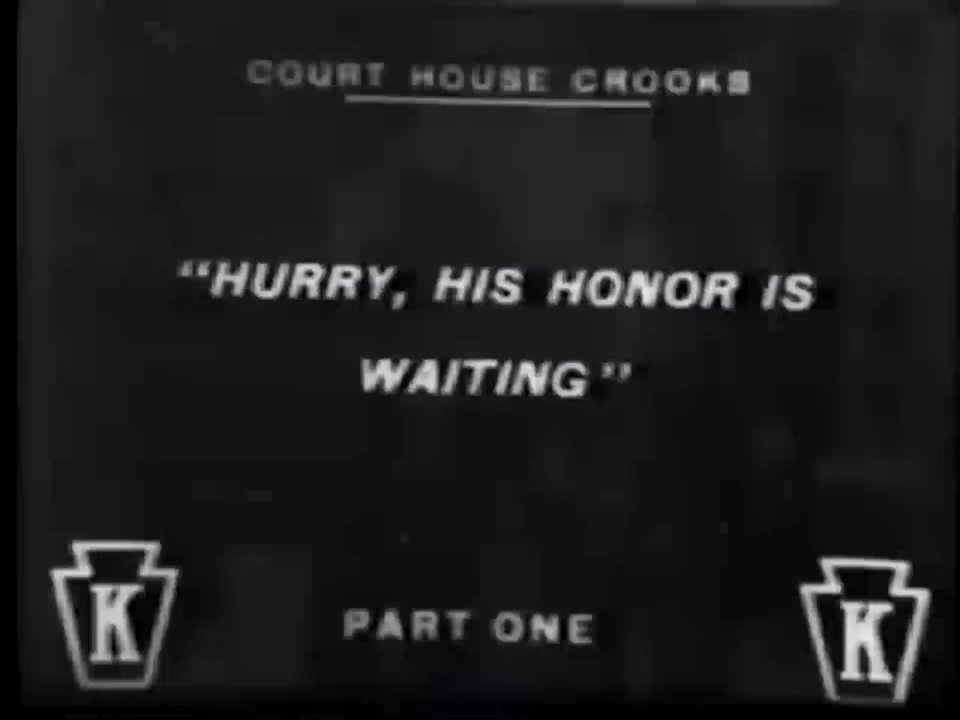 COURT HOUSE CROOKS
"HURRY, HIS HONOR IS
WAITING"
PART ONE
K
K